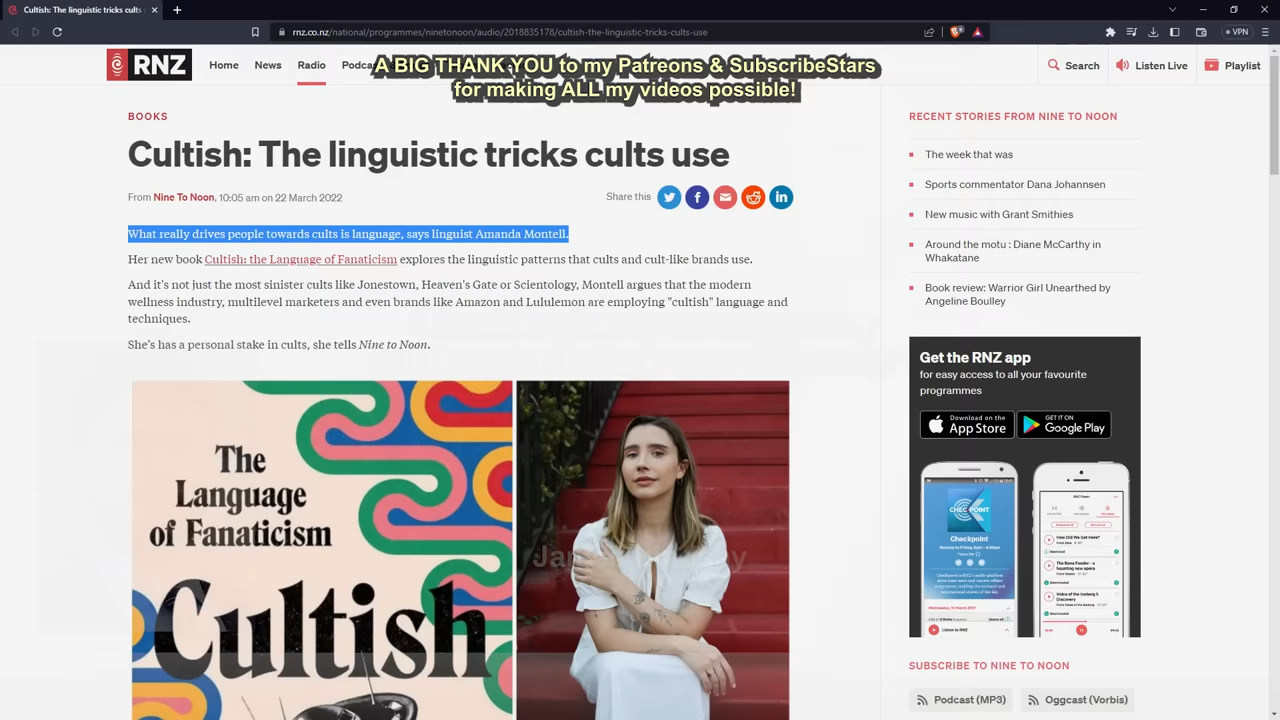 Cultish: The linguistic tricks cults
rnz.co.nz/national/programmes/ninetonoon/audio/2018835178/cultish-the-linguistic-tricks-cults-use
VPN
RNZ
Home
News
Radio
Podca
A BIG THANK YOU to my Patreons & SubscribeStars
for making ALL my videos possible!
Search
Listen Live
Playlist
BOOKS
Cultish: The linguistic tricks cults use
From Nine To Noon, 10:05 am on 22 March 2022
Share this
What really drives people towards cults is language, says linguist Amanda Montell.
Her new book Cultish: the Language of Fanaticism explores the linguistic patterns that cults and cult-like brands use.
And it's not just the most sinister cults like Jonestown, Heaven's Gate or Scientology, Montell argues that the modern
wellness industry, multilevel marketers and even brands like Amazon and Lululemon are employing "cultish" language and
techniques.
She's has a personal stake in cults, she tells Nine to Noon.
The
Language
of Fanaticism
Cultish
RECENT STORIES FROM NINE TO NOON
The week that was
Sports commentator Dana Johannsen
New music with Grant Smithies
Around the motu : Diane McCarthy in
Whakatane
Book review: Warrior Girl Unearthed by
Angeline Boulley
Get the RNZ app
for easy access to all your favourite
programmes
Download on the
App Store
GET IT ON
Google Play
CHECKPOINT
Checkpoint
SUBSCRIBE TO NINE TO NOON
Podcast (MP3)
Oggcast (Vorbis)